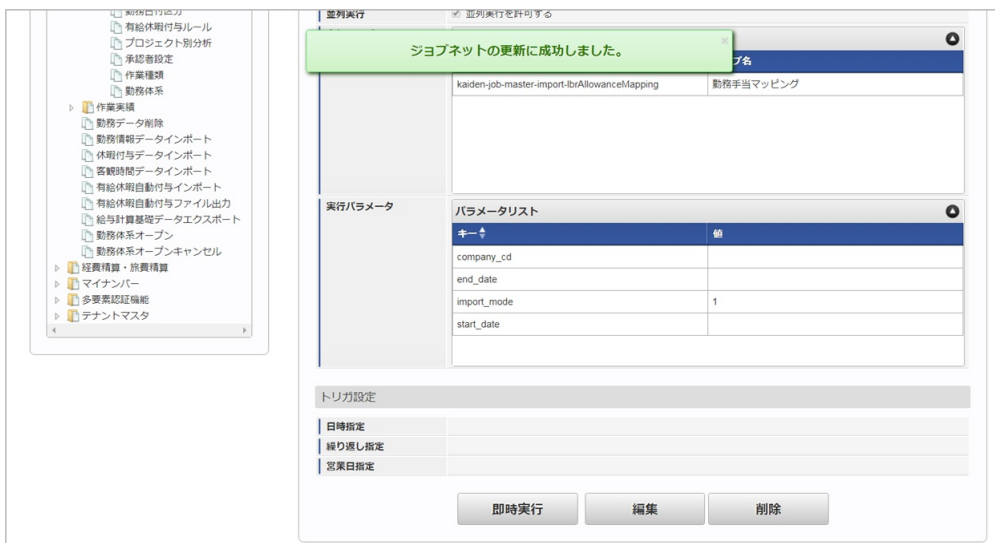 勤務日付区分
有給休暇付与ルール
プロジェクト別分析
承認者設定
作業種類
勤務体系
作業実績
勤務データ削除
勤務情報データインポート
休暇付与データインポート
客観時間データインポート
有給休暇自動付与インポート
有給休暇自動付与ファイル出力
給与計算基礎データエクスポート
勤務体系オープン
勤務体系オープンキャンセル
経費精算・旅費精算
マイナンバー
多要素認証機能
テナントマスタ
並列実行
並列実行を許可する
ジョブネットの更新に成功しました。
ブ名
kaiden-job-master-import-lbrAllowanceMapping
勤務手当マッピング
実行パラメータ
パラメータリスト
キー 値
company_cd
end_date
import_mode 1
start_date
トリガ設定
日時指定
繰り返し指定
営業日指定
即時実行 編集 削除